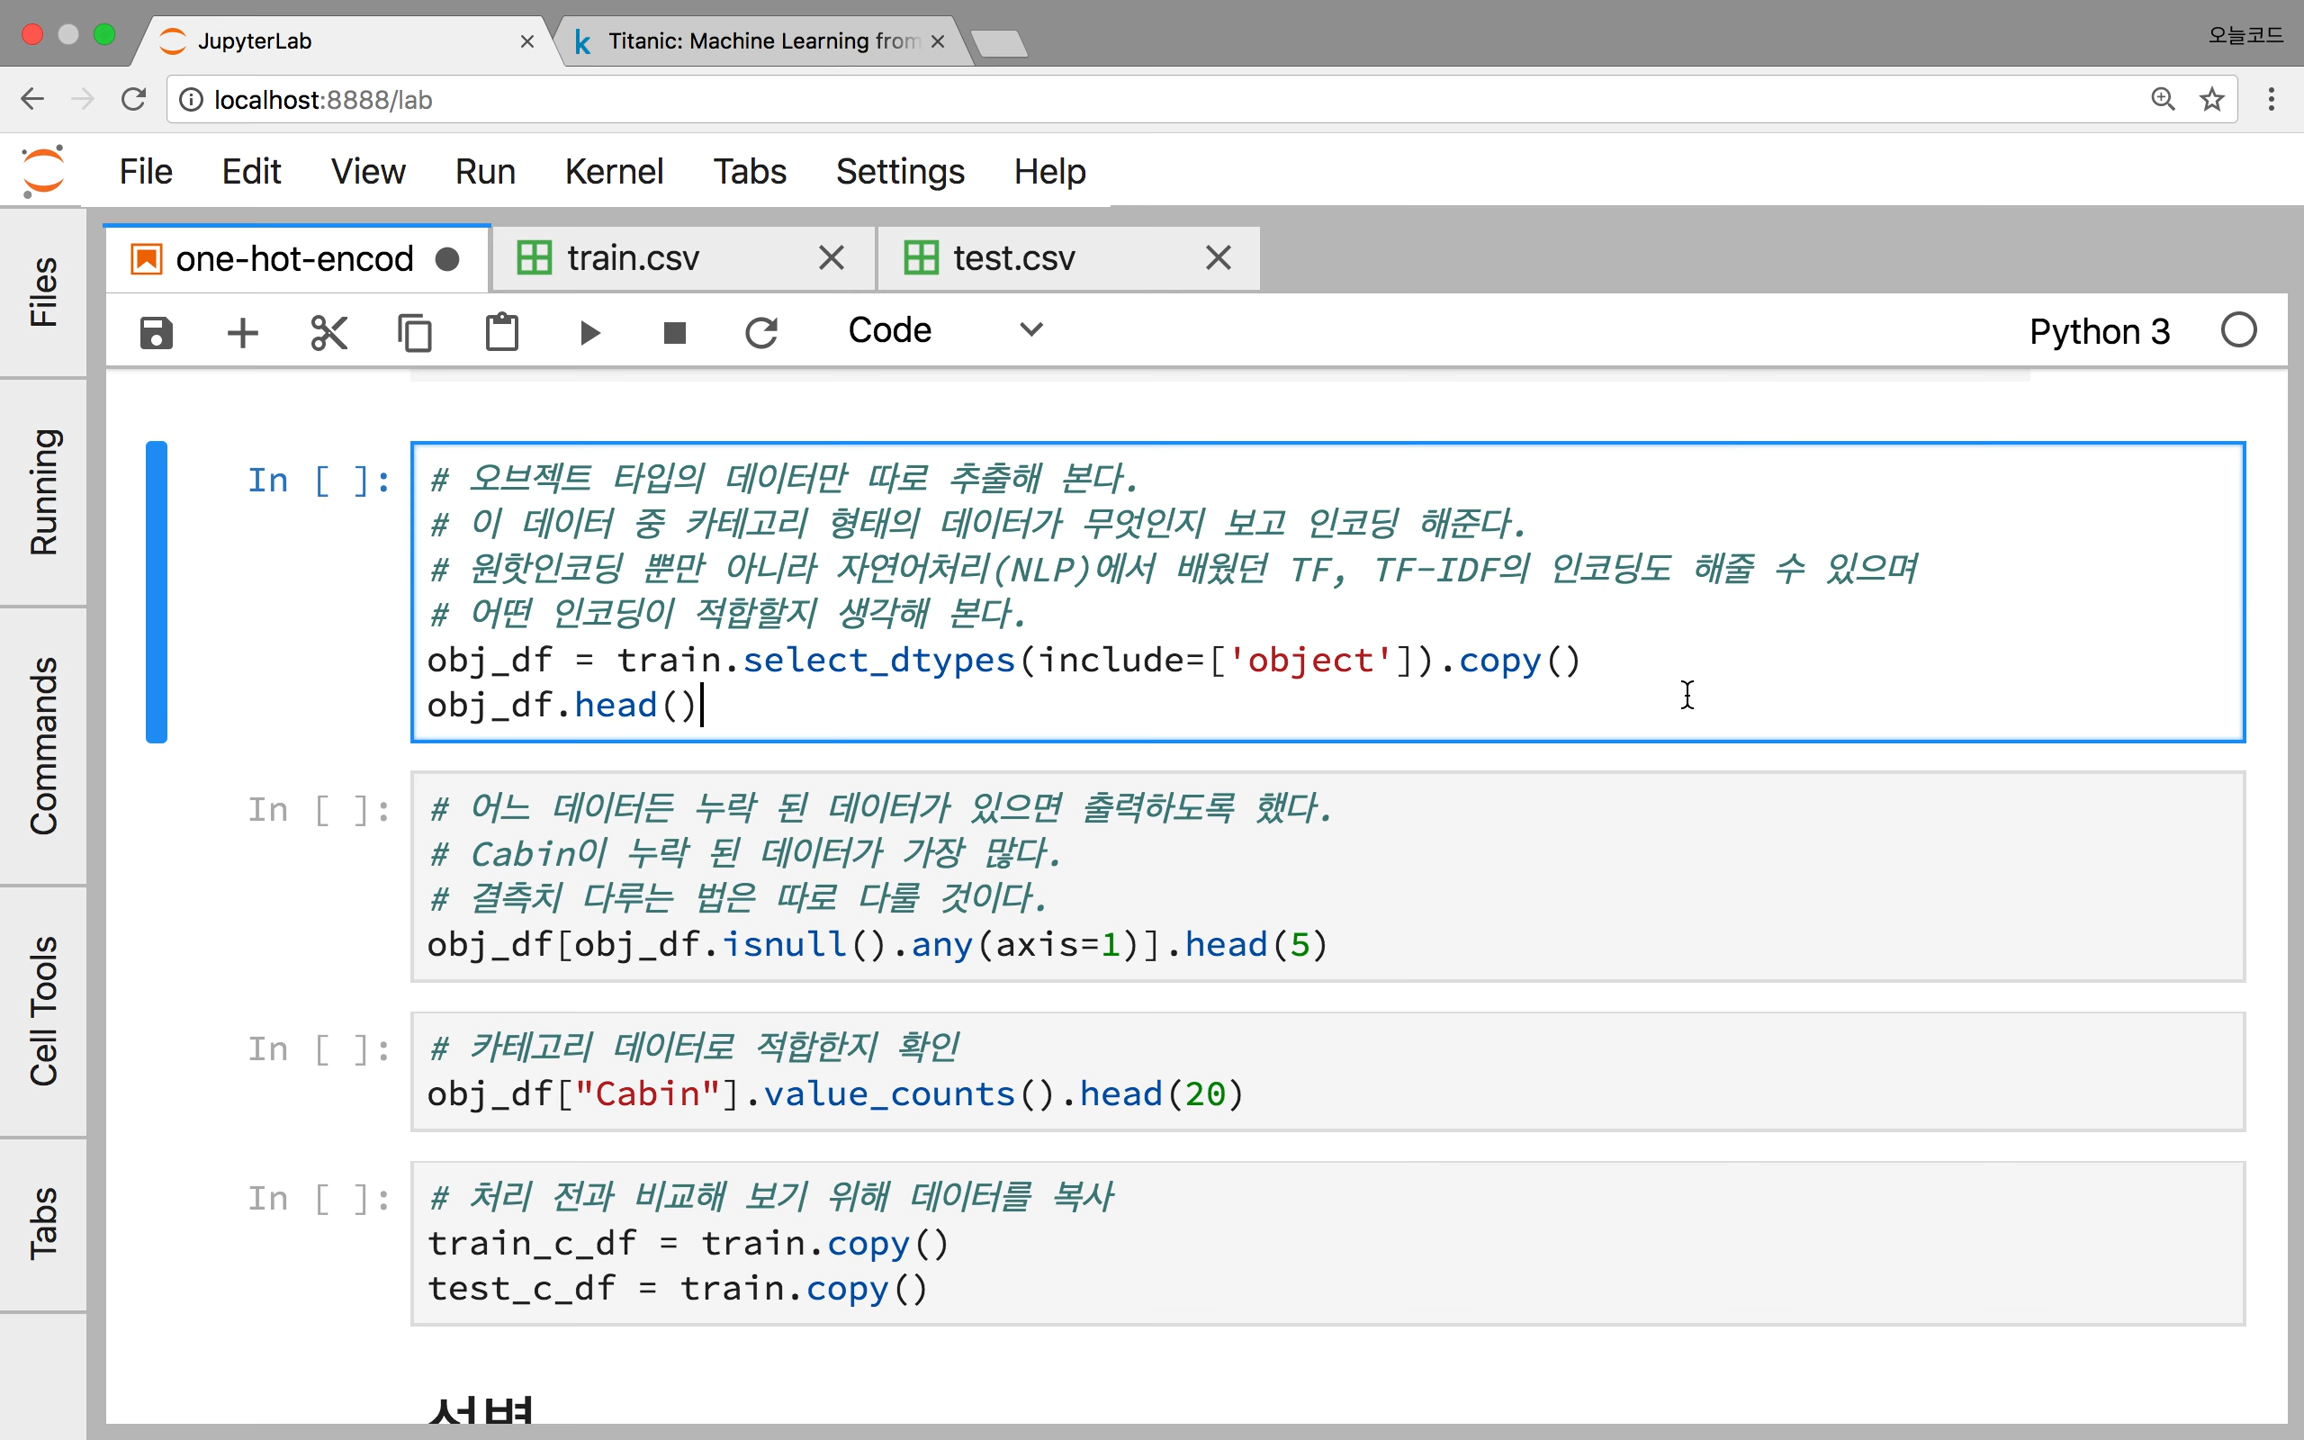 JupyterLab
Titanic: Machine Learning from
오늘코드
localhost:8888/lab
File Edit View Run Kernel Tabs Settings Help
one-hot-encod
train.csv
test.csv
Code
Python 3
Files
Running
Commands
Cell Tools
Tabs
In [ ]:
# 오브젝트 타입의 데이터만 따로 추출해 본다.
# 이 데이터 중 카테고리 형태의 데이터가 무엇인지 보고 인코딩 해준다.
# 원핫인코딩 뿐만 아니라 자연어처리(NLP)에서 배웠던 TF, TF-IDF의 인코딩도 해줄 수 있으며
# 어떤 인코딩이 적합할지 생각해 본다.
obj_df = train.select_dtypes(include=['object']).copy()
obj_df.head()
In [ ]:
# 어느 데이터든 누락 된 데이터가 있으면 출력하도록 했다.
# Cabin이 누락 된 데이터가 가장 많다.
# 결측치 다루는 법은 따로 다룰 것이다.
obj_df[obj_df.isnull().any(axis=1)].head(5)
In [ ]:
# 카테고리 데이터로 적합한지 확인
obj_df["Cabin"].value_counts().head(20)
In [ ]:
# 처리 전과 비교해 보기 위해 데이터를 복사
train_c_df = train.copy()
test_c_df = train.copy()